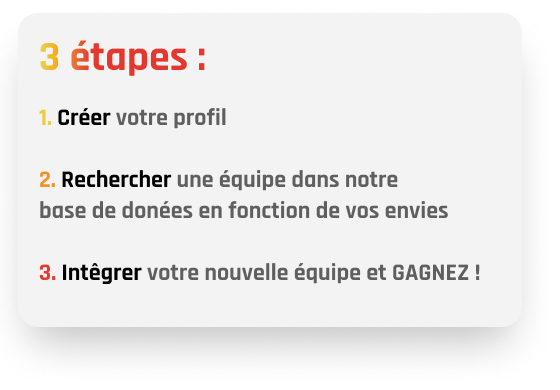 3 étapes :
1. Créer votre profil
2. Rechercher une équipe dans notre
base de donées en fonction de vos envies
3. Intêgrer votre nouvelle équipe et GAGNEZ !